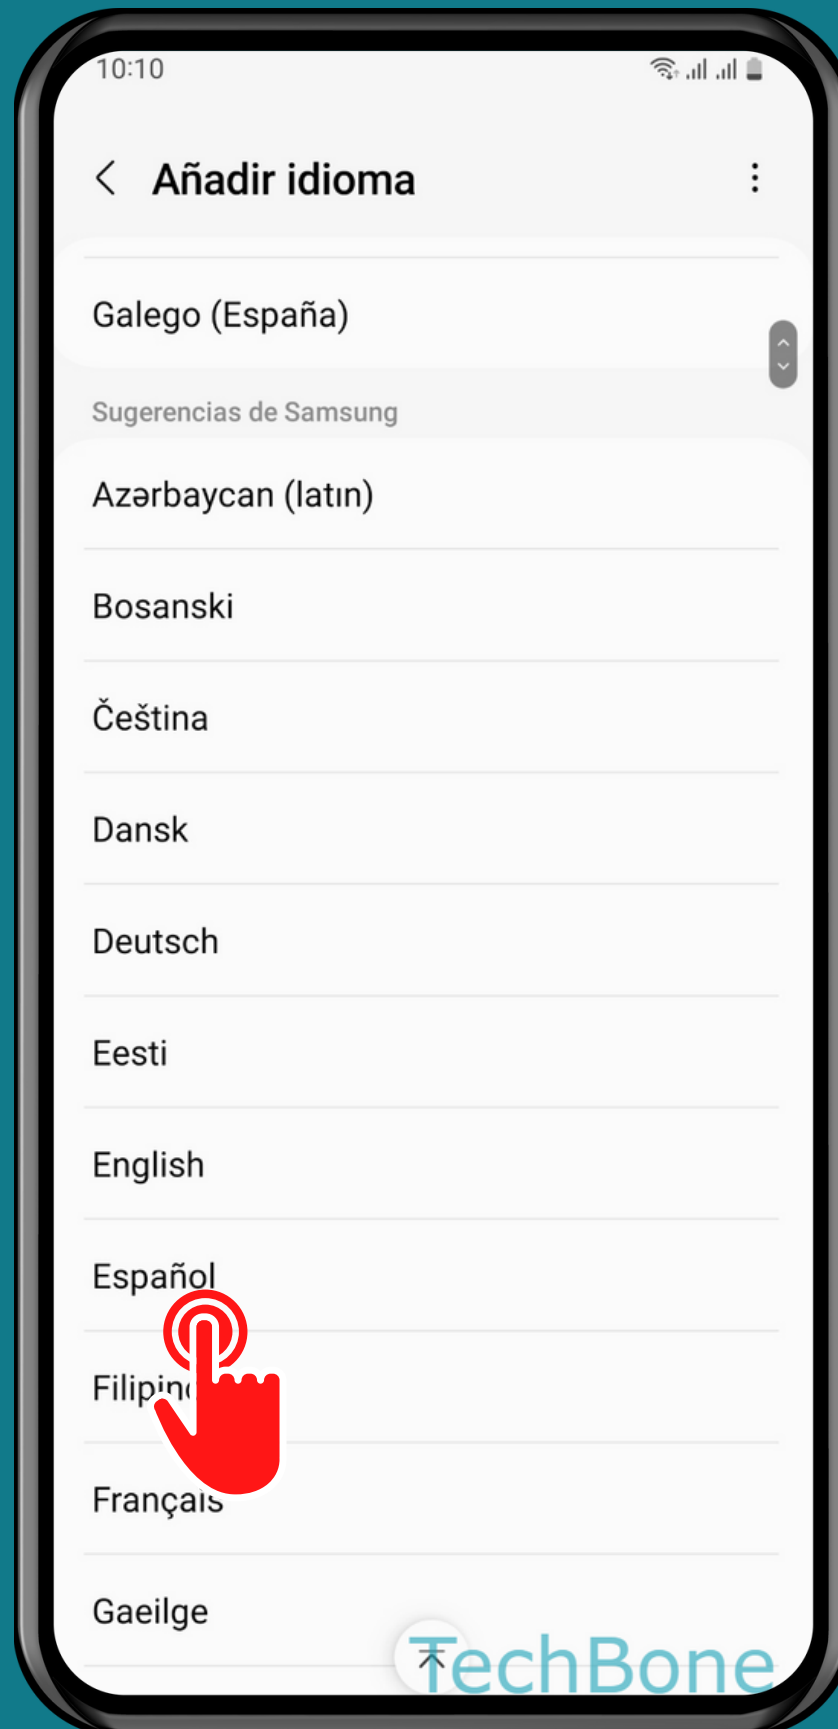 10:10
Añadir idioma
Galego (España)
Sugerencias de Samsung
Azərbaycan (latın)
Bosanski
Čeština
Dansk
Deutsch
Eesti
English
Español
Filipino
Français
Gaeilge
TechBone